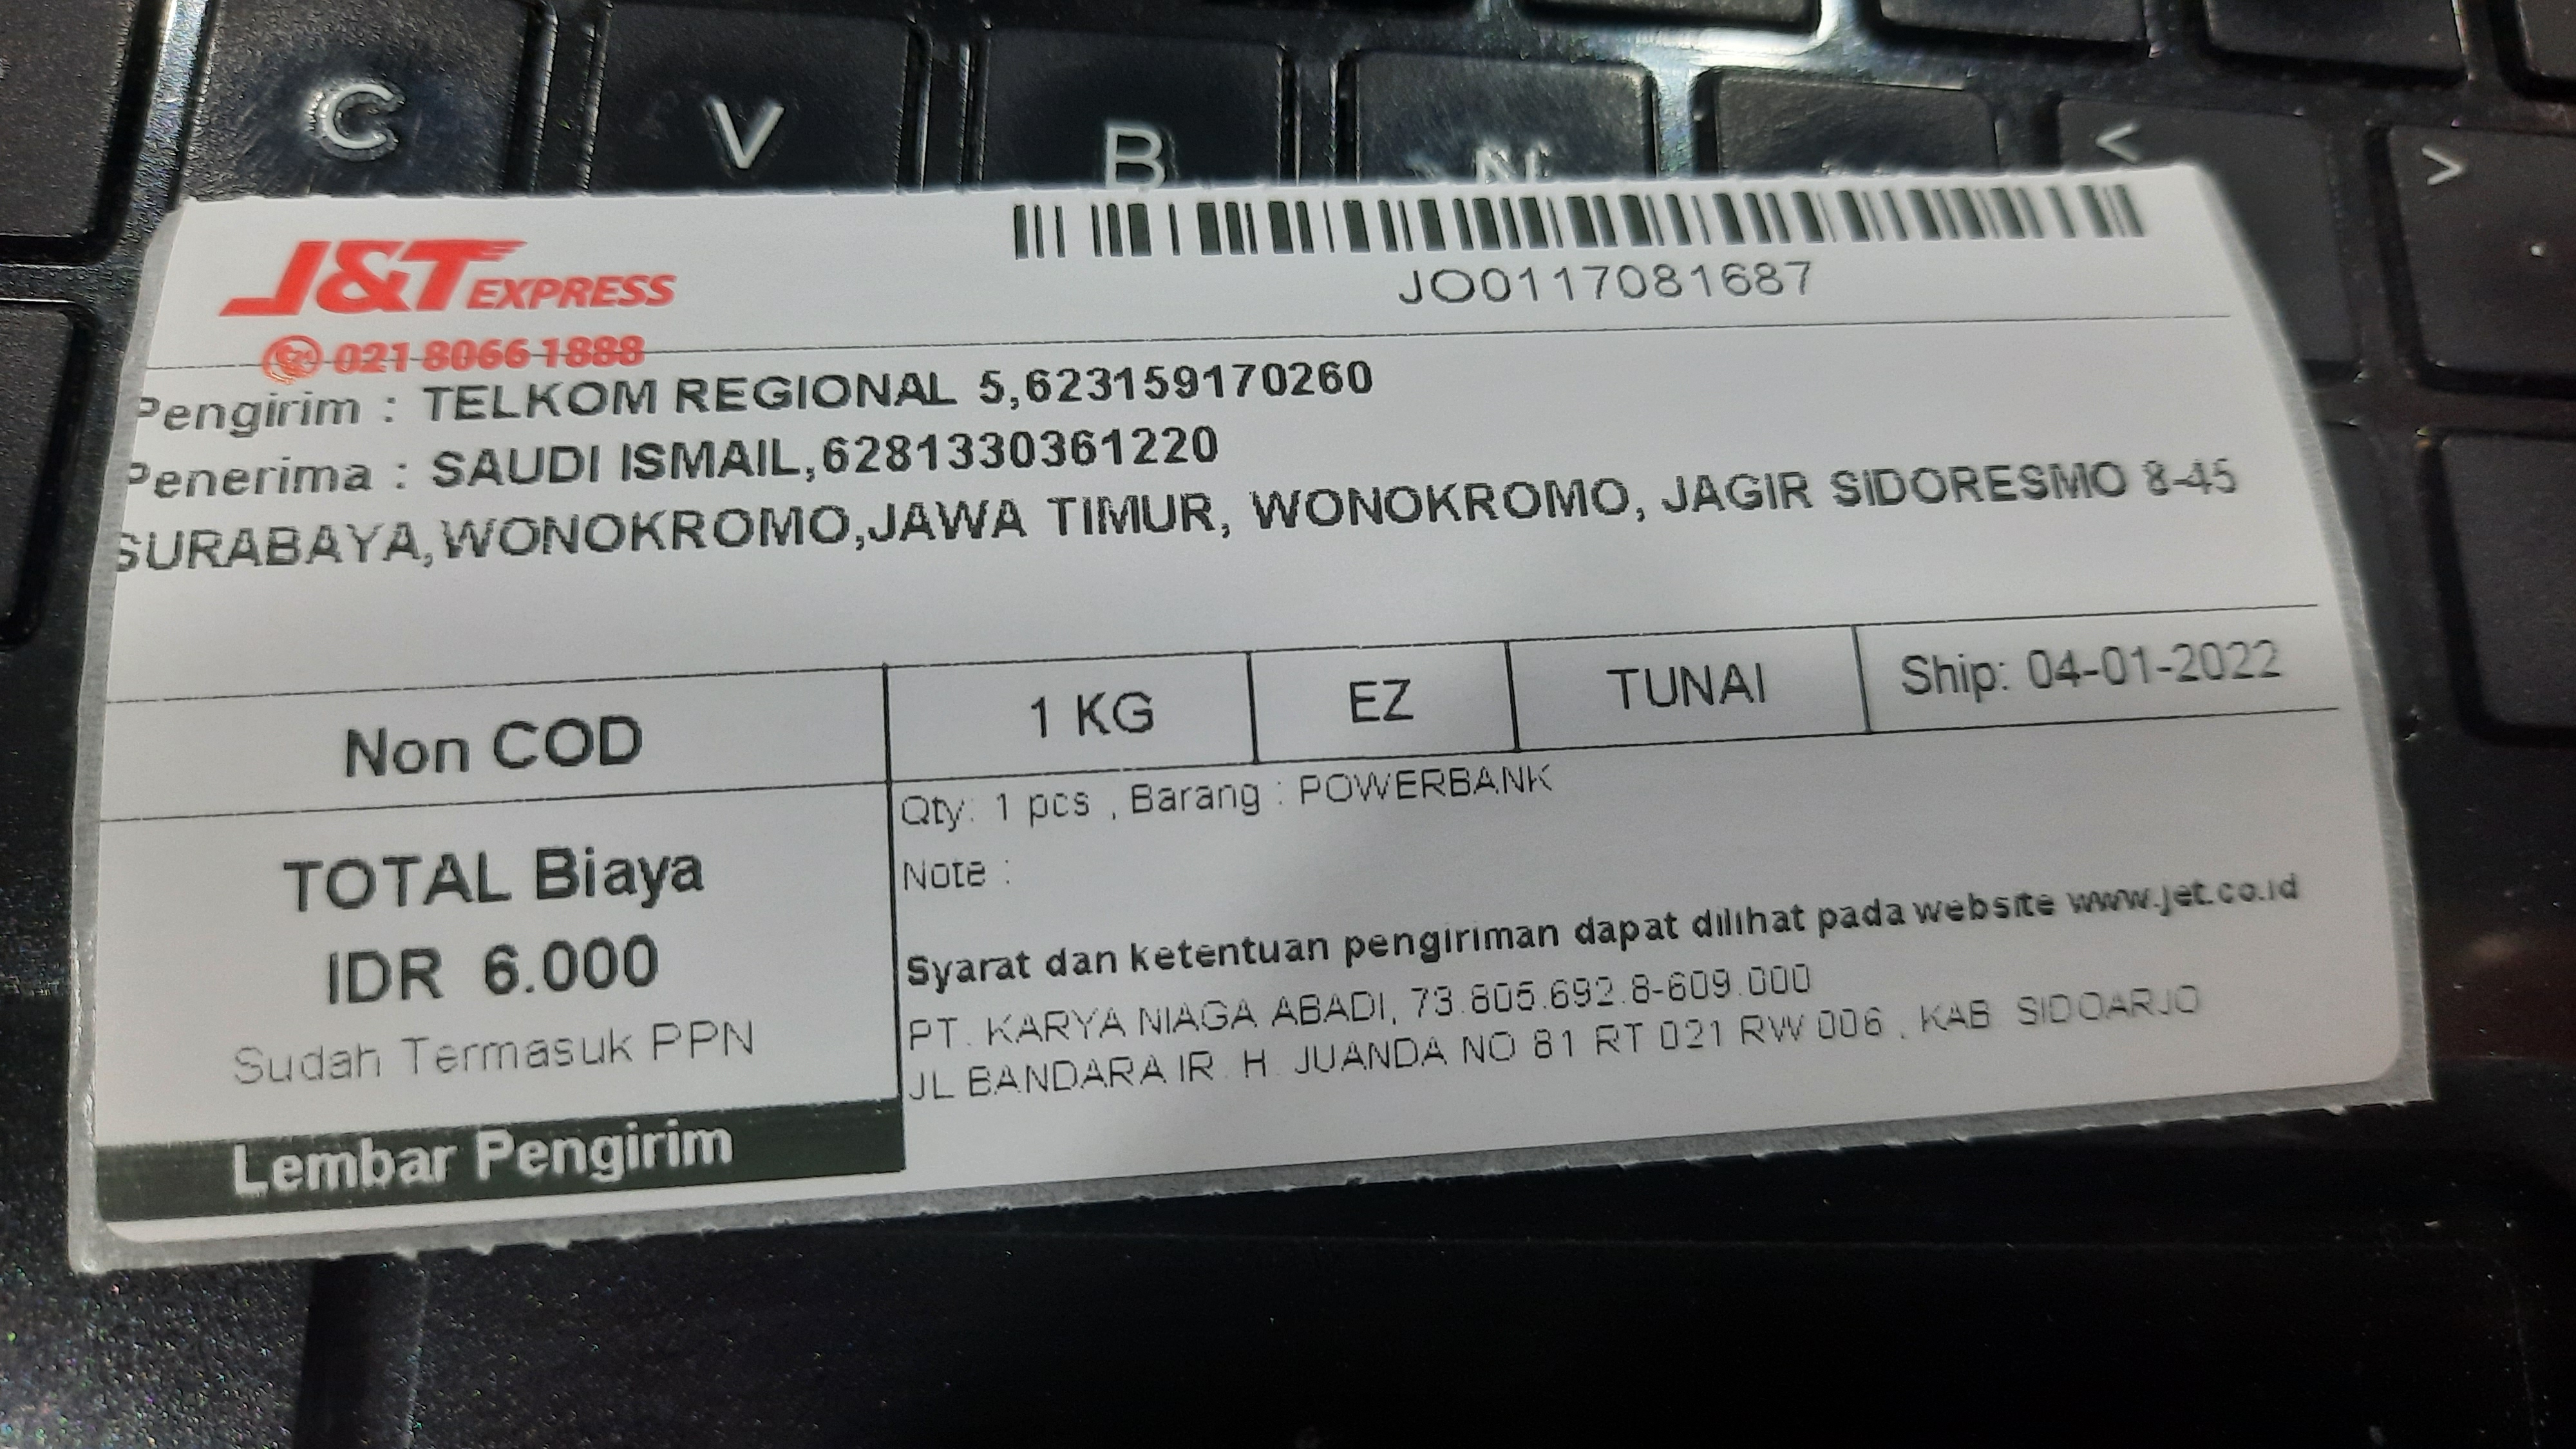 J&T EXPRESS
021-8066-1888
JO0117081687
Pengirim : TELKOM REGIONAL 5,623159170260
Penerima : SAUDI ISMAIL,6281330361220
SURABAYA,WONOKROMO,JAWA TIMUR, WONOKROMO, JAGIR SIDORESMO 8-45
Non COD
1 KG
EZ
TUNAI
Ship: 04-01-2022
TOTAL Biaya
IDR 6.000
Sudah Termasuk PPN
Lembar Pengirim
Qty: 1 pcs , Barang : POWERBANK
Note :
Syarat dan ketentuan pengiriman dapat dilihat pada website www.jet.co.id
PT. KARYA NIAGA ABADI, 73.805.692.8-609.000
JL BANDARA IR. H. JUANDA NO 81 RT 021 RW 006 , KAB SIDOARJO
C
V
B
N
<
>